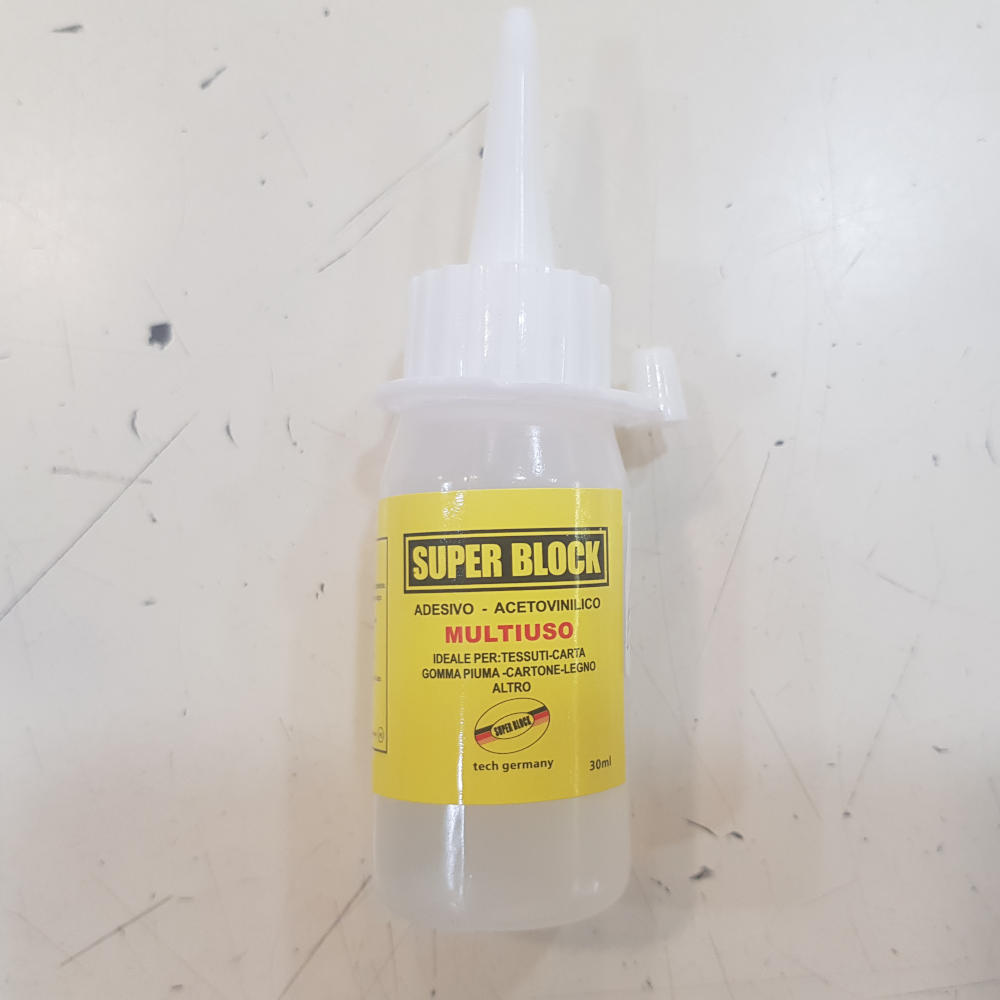 SUPER BLOCK
ADESIVO - ACETOVINILICO
MULTIUSO
IDEALE PER:TESSUTI-CARTA
GOMMA PIUMA-CARTONE-LEGNO
ALTRO
SUPER BLOCK
tech germany
30ml